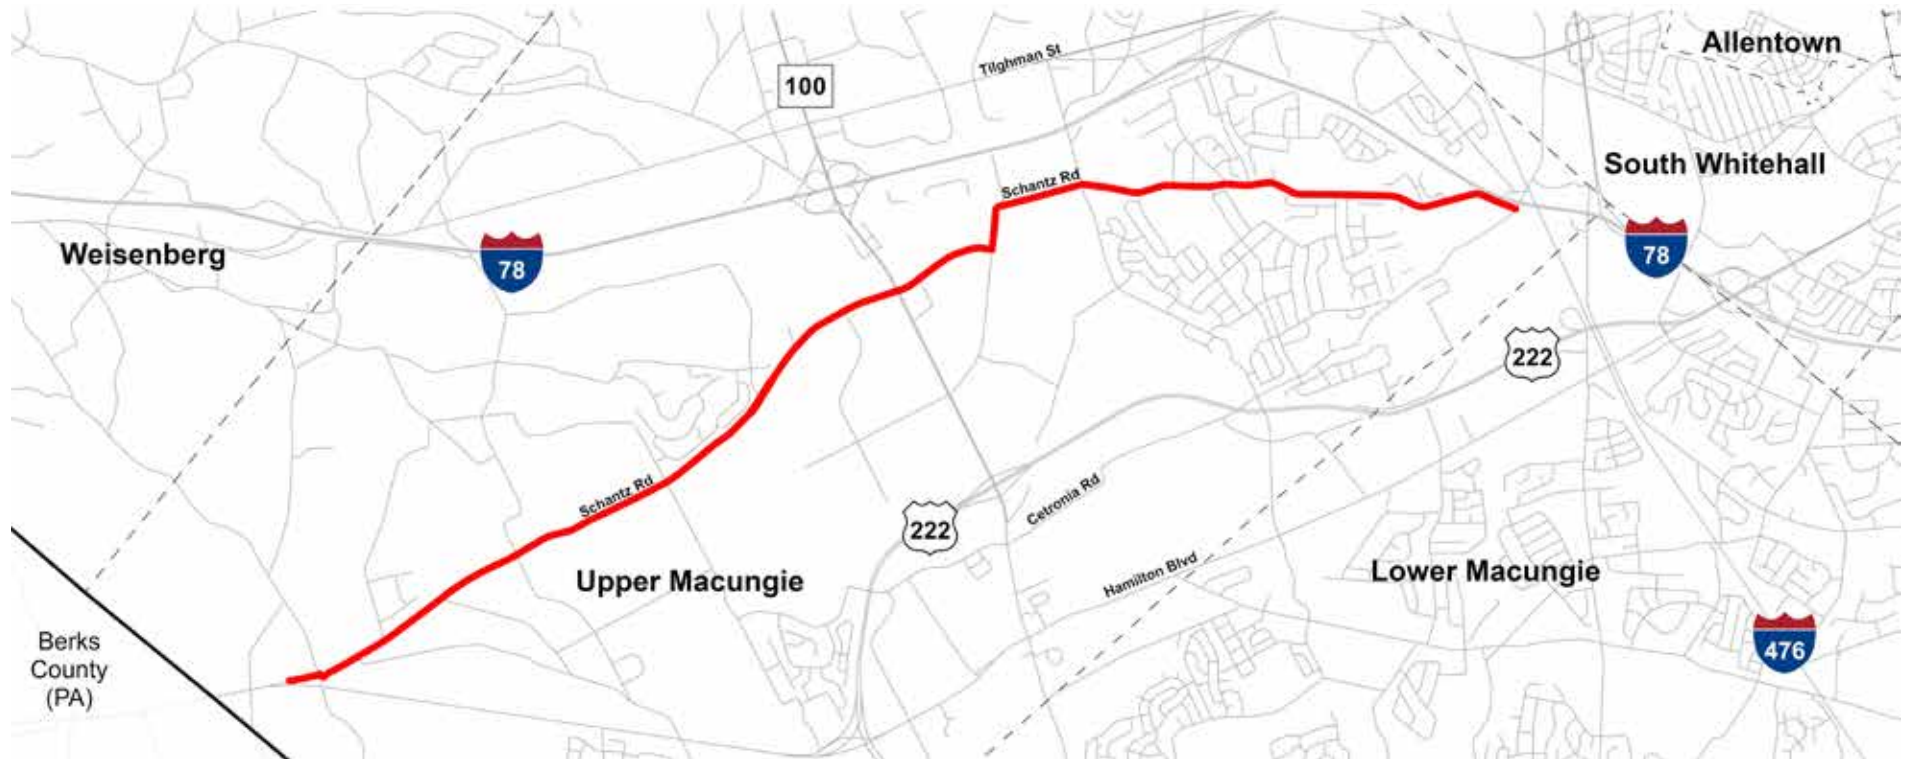 Allentown
Tilghman St
100
South Whitehall
Schantz Rd
Weisenberg
78
78
222
Schantz Rd
Cetronia Rd
222
Hamilton Blvd
Lower Macungie
Upper Macungie
Berks
County
(PA)
476